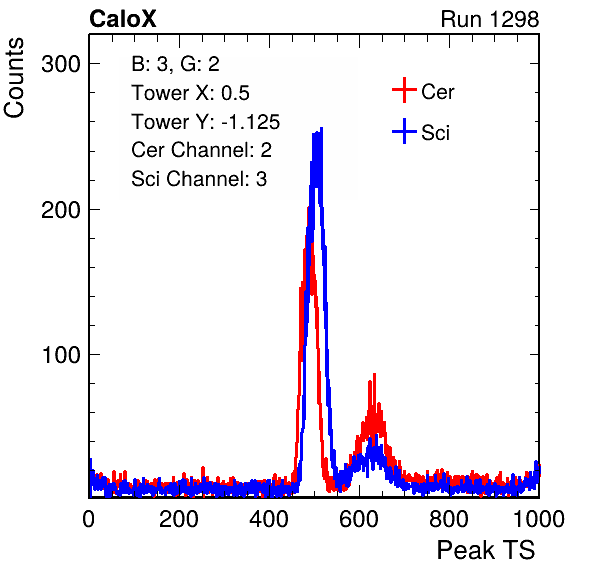 CaloX Run 1298
Counts
300
200
100
B: 3, G: 2
Tower X: 0.5
Tower Y: -1.125
Cer Channel: 2
Sci Channel: 3
Cer
Sci
0 200 400 600 800 1000
Peak TS